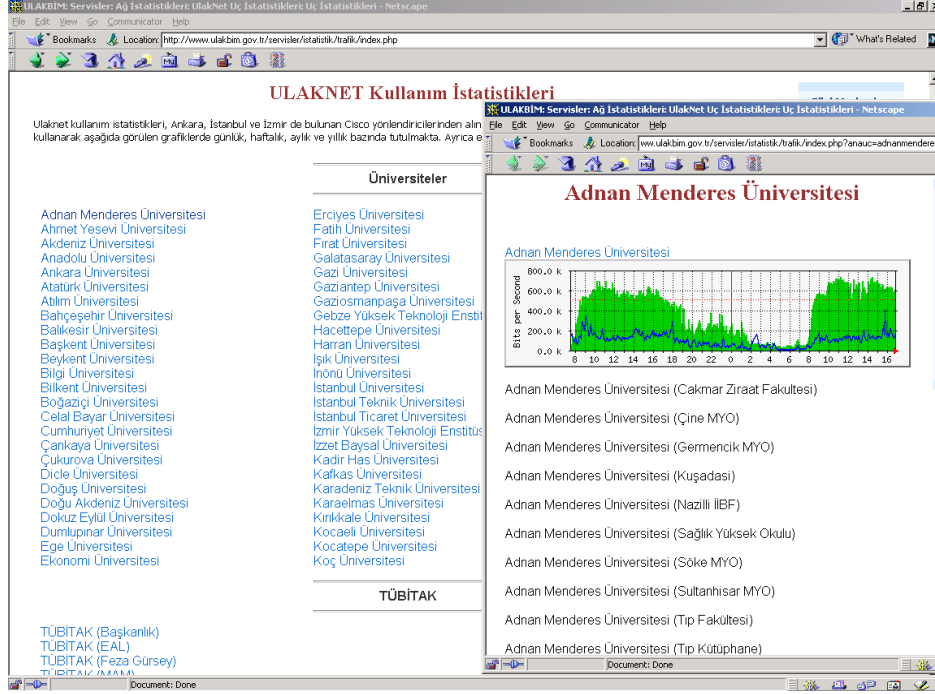 ULAKBİM: Servisler: Ağ İstatistikleri: UlakNet Uç İstatistikleri: Uç İstatistikleri - Netscape
File Edit View Go Communicator Help
Bookmarks Location: http://www.ulakbim.gov.tr/servisler/istatistik/trafik/index.php What's Related
ULAKNET Kullanım İstatistikleri
Ulaknet kullanım istatistikleri, Ankara, İstanbul ve İzmir de bulunan Cisco yönlendiricilerinden alın
kullanarak aşağıda görülen grafiklerde günlük, haftalık, aylık ve yıllık bazında tutulmakta. Ayrıca e
Üniversiteler
Adnan Menderes Üniversitesi
Ahmet Yesevi Üniversitesi
Akdeniz Üniversitesi
Anadolu Üniversitesi
Ankara Üniversitesi
Atatürk Üniversitesi
Atılım Üniversitesi
Bahçeşehir Üniversitesi
Balıkesir Üniversitesi
Başkent Üniversitesi
Beykent Üniversitesi
Bilgi Üniversitesi
Bilkent Üniversitesi
Boğaziçi Üniversitesi
Celal Bayar Üniversitesi
Cumhuriyet Üniversitesi
Çankaya Üniversitesi
Çukurova Üniversitesi
Dicle Üniversitesi
Doğuş Üniversitesi
Doğu Akdeniz Üniversitesi
Dokuz Eylül Üniversitesi
Dumlupınar Üniversitesi
Ege Üniversitesi
Ekonomi Üniversitesi
Erciyes Üniversitesi
Fatih Üniversitesi
Fırat Üniversitesi
Galatasaray Üniversitesi
Gazi Üniversitesi
Gaziantep Üniversitesi
Gaziosmanpaşa Üniversitesi
Gebze Yüksek Teknoloji Enstit
Hacettepe Üniversitesi
Harran Üniversitesi
Işık Üniversitesi
İnönü Üniversitesi
İstanbul Üniversitesi
İstanbul Teknik Üniversitesi
İstanbul Ticaret Üniversitesi
İzmir Yüksek Teknoloji Enstitüs
İzzet Baysal Üniversitesi
Kadir Has Üniversitesi
Kafkas Üniversitesi
Karadeniz Teknik Üniversitesi
Karaelmas Üniversitesi
Kırıkkale Üniversitesi
Kocaeli Üniversitesi
Kocatepe Üniversitesi
Koç Üniversitesi
TÜBİTAK
TÜBİTAK (Başkanlık)
TÜBİTAK (EAL)
TÜBİTAK (Feza Gürsey)
TÜBİTAK (MAM)
Document: Done
ULAKBİM: Servisler: Ağ İstatistikleri: UlakNet Uç İstatistikleri: Uç İstatistikleri - Netscape
File Edit View Go Communicator Help
Bookmarks Location: ww.ulakbim.gov.tr/servisler/istatistik/trafik/index.php?anauc=adnanmendere
Adnan Menderes Üniversitesi
Adnan Menderes Üniversitesi
Bits per Second
800.0 k
600.0 k
400.0 k
200.0 k
0.0 k
8 10 12 14 16 18 20 22 0 2 4 6 8 10 12 14 16
Adnan Menderes Üniversitesi (Cakmar Ziraat Fakultesi)
Adnan Menderes Üniversitesi (Çine MYO)
Adnan Menderes Üniversitesi (Germencik MYO)
Adnan Menderes Üniversitesi (Kuşadasi)
Adnan Menderes Üniversitesi (Nazilli İİBF)
Adnan Menderes Üniversitesi (Sağlık Yüksek Okulu)
Adnan Menderes Üniversitesi (Söke MYO)
Adnan Menderes Üniversitesi (Sultanhisar MYO)
Adnan Menderes Üniversitesi (Tıp Fakültesi)
Adnan Menderes Üniversitesi (Tıp Kütüphane)
Document: Done